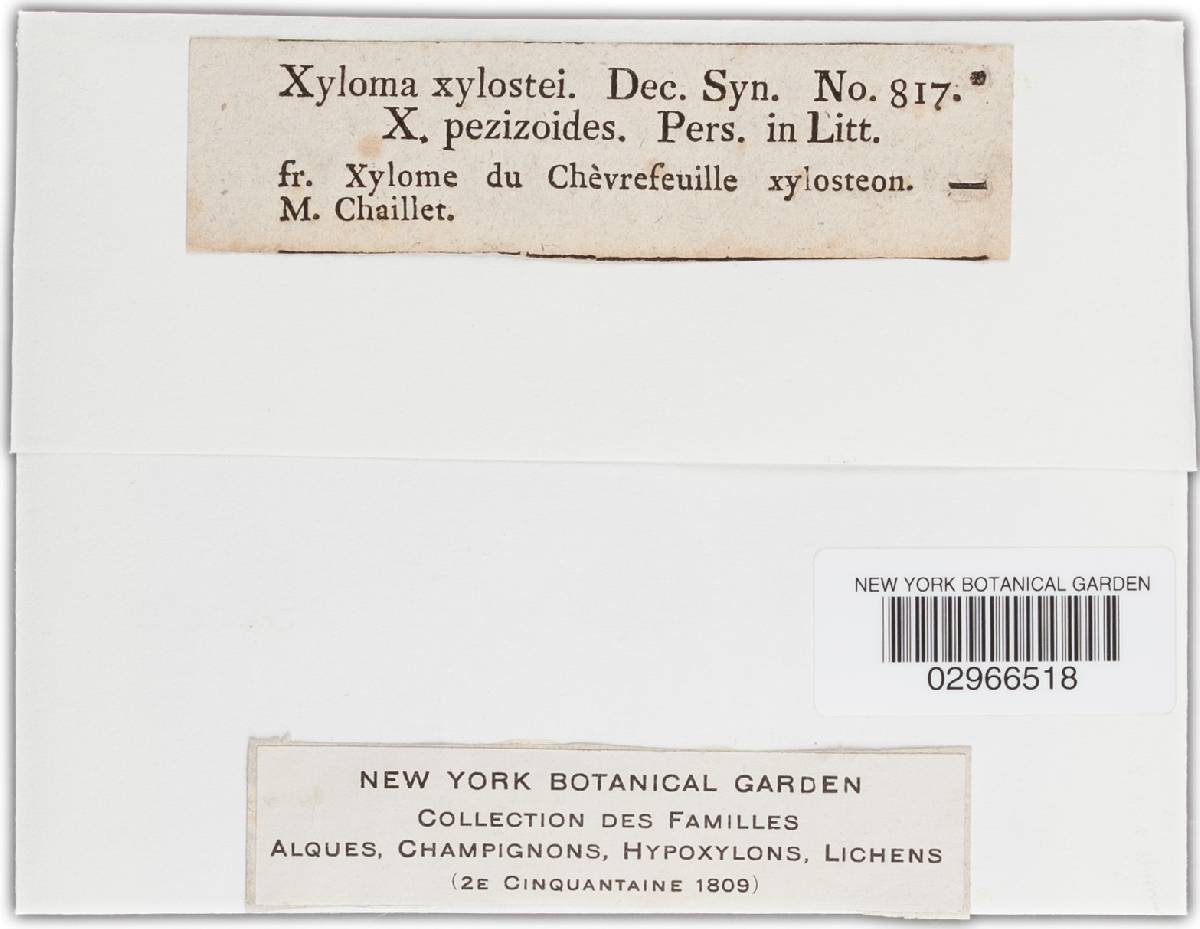 Xyloma xylostei. Dec. Syn. No. 817.*
X. pezizoides. Pers. in Litt.
fr. Xylome du Chèvrefeuille xylosteon. —
M. Chaillet.
NEW YORK BOTANICAL GARDEN
02966518
NEW YORK BOTANICAL GARDEN
COLLECTION DES FAMILLES
ALQUES, CHAMPIGNONS, HYPOXYLONS, LICHENS
(2E CINQUANTAINE 1809)